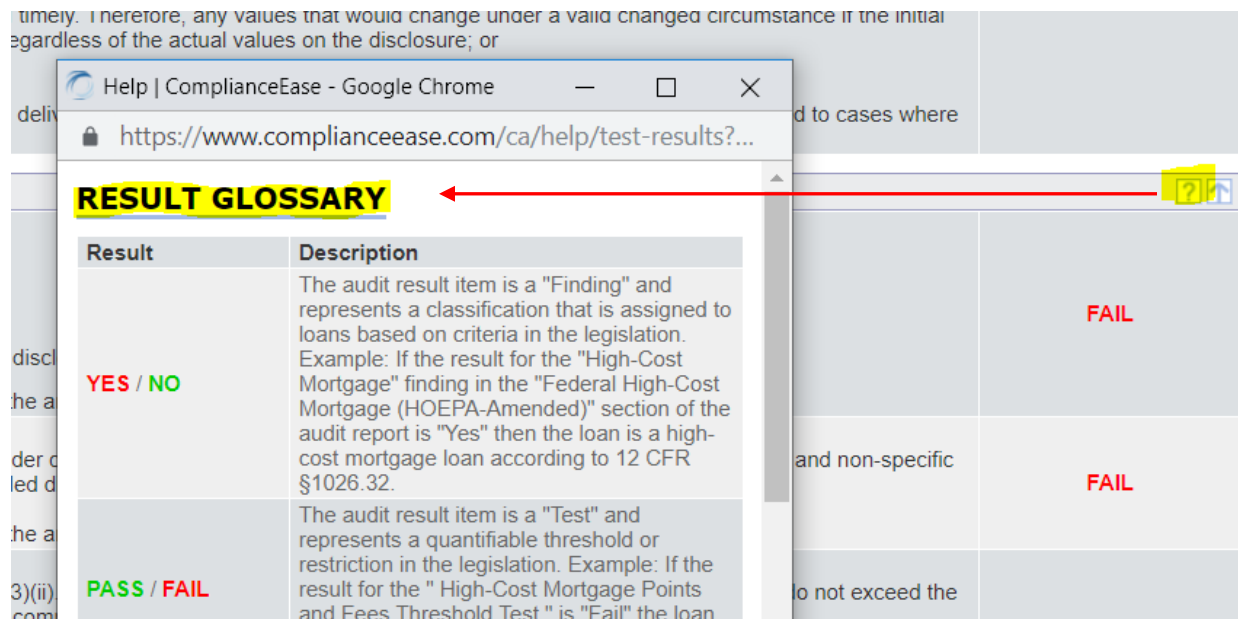 timely. Therefore, any values that would change under a valid changed circumstance if the initial
egardless of the actual values on the disclosure; or
Help | ComplianceEase - Google Chrome
deliv
d to cases where
https://www.complianceease.com/ca/help/test-results?...
RESULT GLOSSARY
?
Result Description
The audit result item is a "Finding" and
represents a classification that is assigned to
loans based on criteria in the legislation.
Example: If the result for the "High-Cost
Mortgage" finding in the "Federal High-Cost
Mortgage (HOEPA-Amended)" section of the
audit report is "Yes" then the loan is a high-
cost mortgage loan according to 12 CFR
§1026.32.
YES / NO
FAIL
discl
the a
der c
led d
and non-specific
FAIL
the a
The audit result item is a "Test" and
represents a quantifiable threshold or
restriction in the legislation. Example: If the
result for the " High-Cost Mortgage Points
and Fees Threshold Test " is "Fail" the loan
PASS / FAIL
3)(ii).
do not exceed the
com